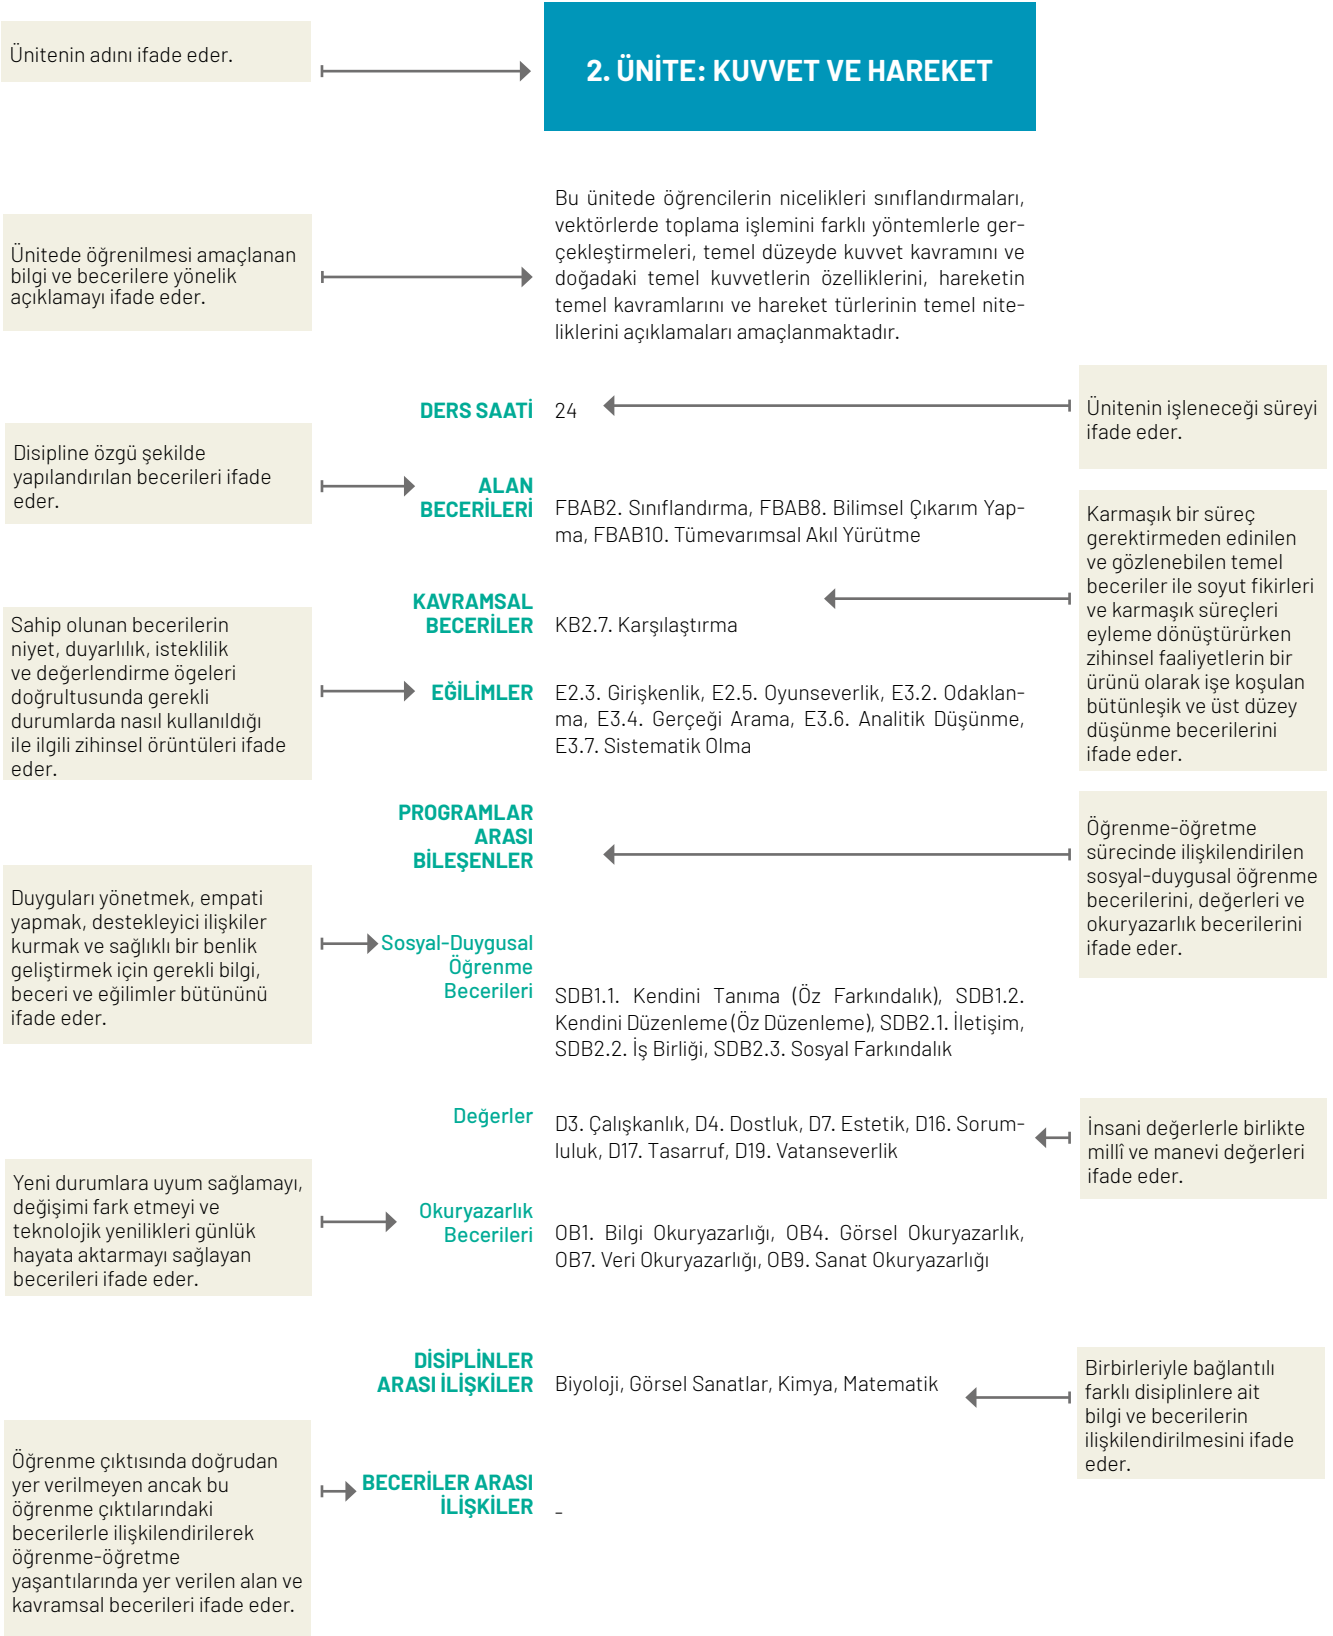 Ünitenin adını ifade eder.
2. ÜNİTE: KUVVET VE HAREKET
Ünitede öğrenilmesi amaçlanan
bilgi ve becerilere yönelik
açıklamayı ifade eder.
Bu ünitede öğrencilerin nicelikleri sınıflandırmaları,
vektörlerde toplama işlemini farklı yöntemlerle ger-
çekleştirmeleri, temel düzeyde kuvvet kavramını ve
doğadaki temel kuvvetlerin özelliklerini, hareketin
temel kavramlarını ve hareket türlerinin temel nite-
liklerini açıklamaları amaçlanmaktadır.
DERS SAATİ
24
Ünitenin işleneceği süreyi
ifade eder.
Disipline özgü şekilde
yapılandırılan becerileri ifade
eder.
ALAN
BECERİLERİ
FBAB2. Sınıflandırma, FBAB8. Bilimsel Çıkarım Yap-
ma, FBAB10. Tümevarımsal Akıl Yürütme
Karmaşık bir süreç
gerektirmeden edinilen
ve gözlenebilen temel
beceriler ile soyut fikirleri
ve karmaşık süreçleri
eyleme dönüştürürken
zihinsel faaliyetlerin bir
ürünü olarak işe koşulan
bütünleşik ve üst düzey
düşünme becerilerini
ifade eder.
KAVRAMSAL
BECERİLER
KB2.7. Karşılaştırma
Sahip olunan becerilerin
niyet, duyarlılık, isteklilik
ve değerlendirme ögeleri
doğrultusunda gerekli
durumlarda nasıl kullanıldığı
ile ilgili zihinsel örüntüleri ifade
eder.
EĞİLİMLER
E2.3. Girişkenlik, E2.5. Oyunseverlik, E3.2. Odaklan-
ma, E3.4. Gerçeği Arama, E3.6. Analitik Düşünme,
E3.7. Sistematik Olma
PROGRAMLAR
ARASI
BİLEŞENLER
Öğrenme-öğretme
sürecinde ilişkilendirilen
sosyal-duygusal öğrenme
becerilerini, değerleri ve
okuryazarlık becerilerini
ifade eder.
Duyguları yönetmek, empati
yapmak, destekleyici ilişkiler
kurmak ve sağlıklı bir benlik
geliştirmek için gerekli bilgi,
beceri ve eğilimler bütününü
ifade eder.
Sosyal-Duygusal
Öğrenme
Becerileri
SDB1.1. Kendini Tanıma (Öz Farkındalık), SDB1.2.
Kendini Düzenleme (Öz Düzenleme), SDB2.1. İletişim,
SDB2.2. İş Birliği, SDB2.3. Sosyal Farkındalık
Değerler
D3. Çalışkanlık, D4. Dostluk, D7. Estetik, D16. Sorum-
luluk, D17. Tasarruf, D19. Vatanseverlik
İnsani değerlerle birlikte
millî ve manevi değerleri
ifade eder.
Yeni durumlara uyum sağlamayı,
değişimi fark etmeyi ve
teknolojik yenilikleri günlük
hayata aktarmayı sağlayan
becerileri ifade eder.
Okuryazarlık
Becerileri
OB1. Bilgi Okuryazarlığı, OB4. Görsel Okuryazarlık,
OB7. Veri Okuryazarlığı, OB9. Sanat Okuryazarlığı
DİSİPLİNLER
ARASI İLİŞKİLER
Biyoloji, Görsel Sanatlar, Kimya, Matematik
Birbirleriyle bağlantılı
farklı disiplinlere ait
bilgi ve becerilerin
ilişkilendirilmesini ifade
eder.
Öğrenme çıktısında doğrudan
yer verilmeyen ancak bu
öğrenme çıktılarındaki
becerilerle ilişkilendirilerek
öğrenme-öğretme
yaşantılarında yer verilen alan ve
kavramsal becerileri ifade eder.
BECERİLER ARASI
İLİŞKİLER
-